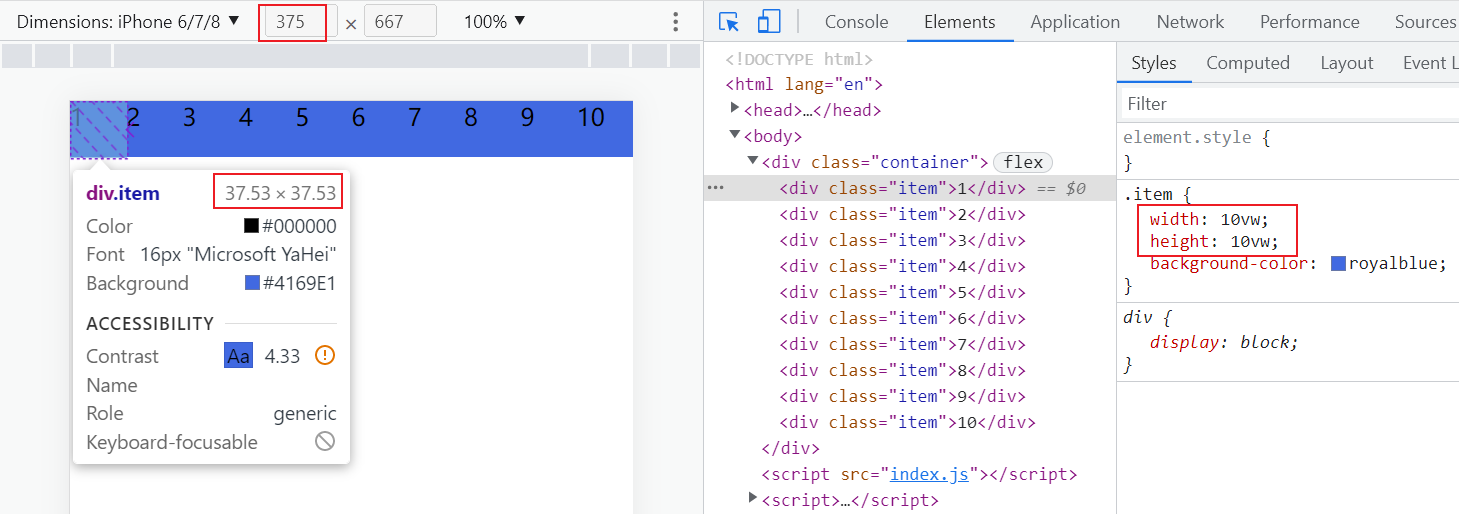 Dimensions: iPhone 6/7/8 ▼ 375 × 667 100% ▼
1 2 3 4 5 6 7 8 9 10
div.item 37.53 × 37.53
Color #000000
Font 16px "Microsoft YaHei"
Background #4169E1
ACCESSIBILITY
Contrast Aa 4.33
Name
Role generic
Keyboard-focusable
Console Elements Application Network Performance Sources
<!DOCTYPE html>
<html lang="en">
▶<head>…</head>
▼<body>
▼<div class="container"> flex
··· <div class="item">1</div> == $0
<div class="item">2</div>
<div class="item">3</div>
<div class="item">4</div>
<div class="item">5</div>
<div class="item">6</div>
<div class="item">7</div>
<div class="item">8</div>
<div class="item">9</div>
<div class="item">10</div>
</div>
<script src="index.js"></script>
▶<script>…</script>
Styles Computed Layout Event L
Filter
element.style {
}
.item {
width: 10vw;
height: 10vw;
background-color: royalblue;
}
div {
display: block;
}